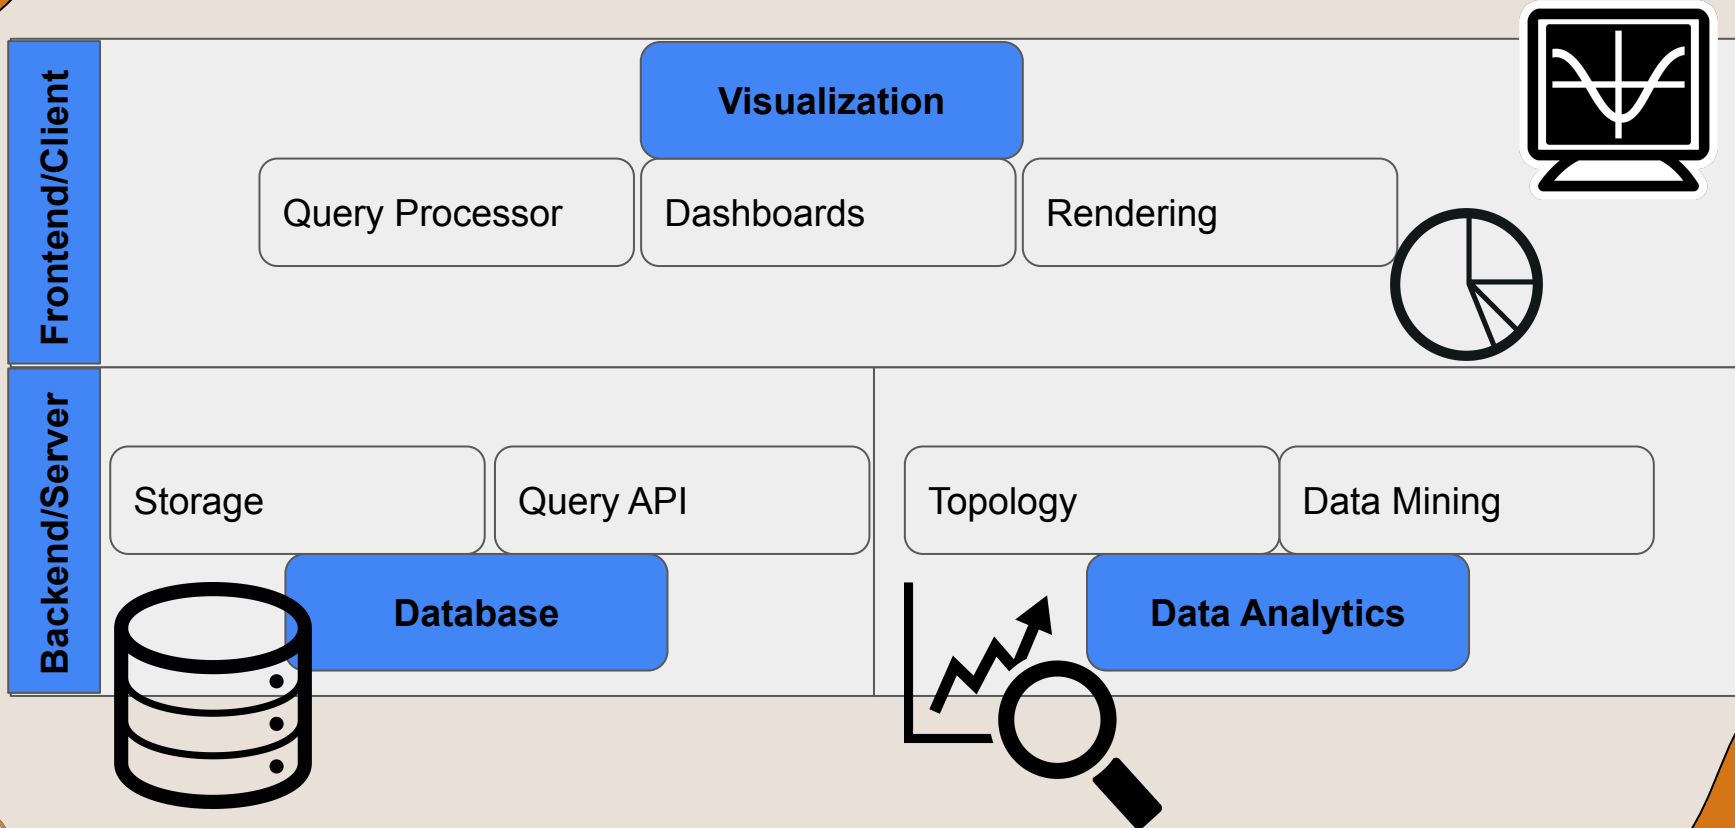 Frontend/Client
Visualization
Query Processor
Dashboards
Rendering
Backend/Server
Storage
Query API
Topology
Data Mining
Database
Data Analytics